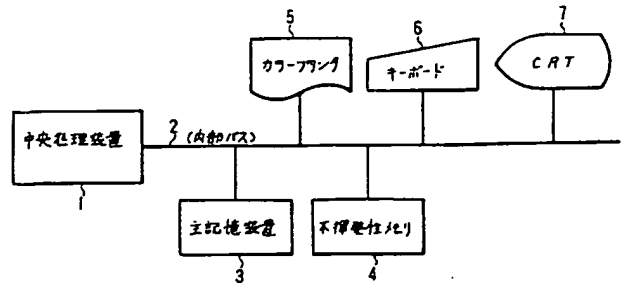 5
カラープリンタ
6
キーボード
7
CRT
中央処理装置
1
2
(内部バス)
主記憶装置
3
不揮発性メモリ
4